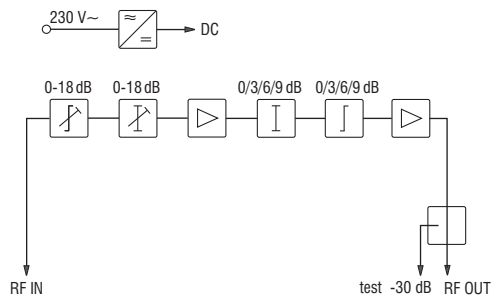 230 V~
DC
0-18 dB 0-18 dB 0/3/6/9 dB 0/3/6/9 dB
RF IN test -30 dB RF OUT